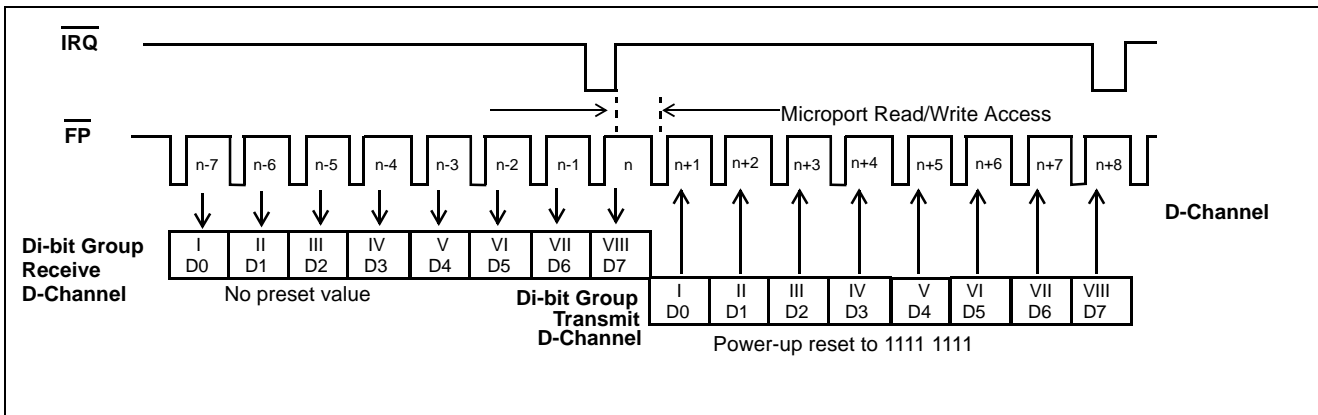 IRQ
Microport Read/Write Access
FP
n-7 n-6 n-5 n-4 n-3 n-2 n-1 n n+1 n+2 n+3 n+4 n+5 n+6 n+7 n+8
D-Channel
Di-bit Group
Receive
D-Channel
I II III IV V VI VII VIII
D0 D1 D2 D3 D4 D5 D6 D7
No preset value
Di-bit Group
Transmit
D-Channel
I II III IV V VI VII VIII
D0 D1 D2 D3 D4 D5 D6 D7
Power-up reset to 1111 1111